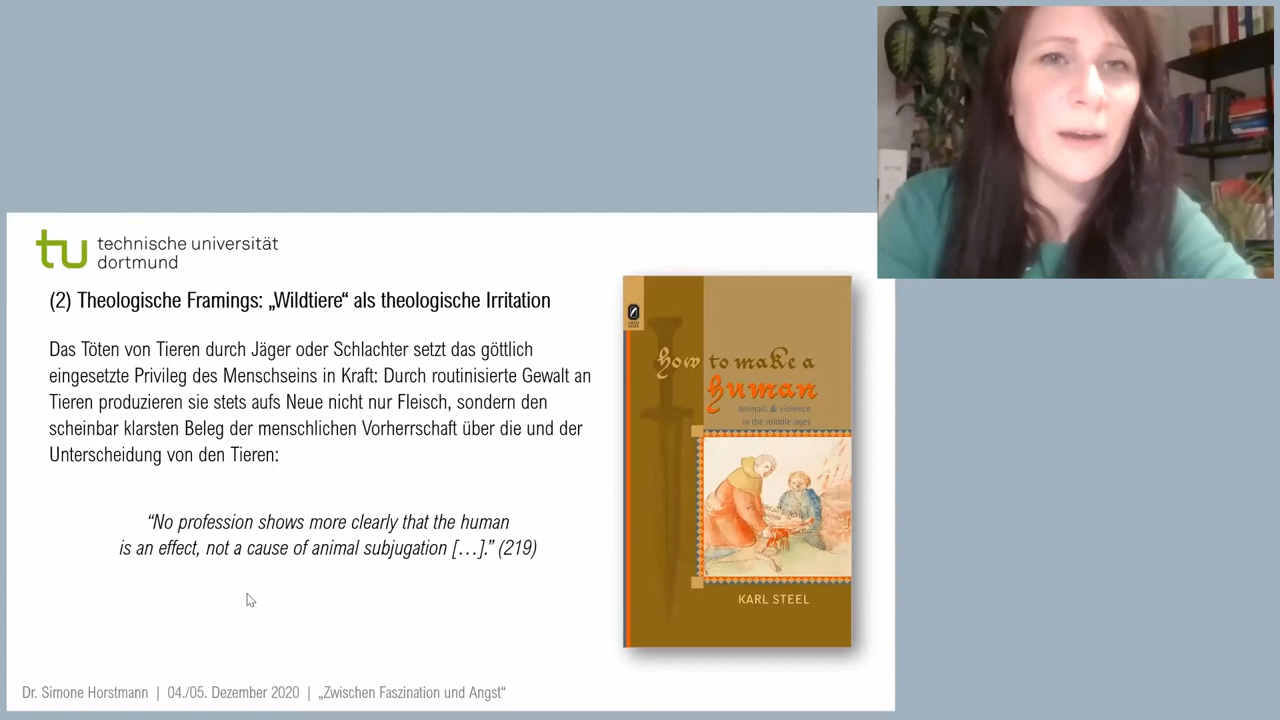 technische universität
dortmund
(2) Theologische Framings: „Wildtiere“ als theologische Irritation
Das Töten von Tieren durch Jäger oder Schlachter setzt das göttlich
eingesetzte Privileg des Menschseins in Kraft: Durch routinisierte Gewalt an
Tieren produzieren sie stets aufs Neue nicht nur Fleisch, sondern den
scheinbar klarsten Beleg der menschlichen Vorherrschaft über die und der
Unterscheidung von den Tieren:
“No profession shows more clearly that the human
is an effect, not a cause of animal subjugation […].” (219)
how to make a
human
animals & violence
in the middle ages
KARL STEEL
Dr. Simone Horstmann | 04./05. Dezember 2020 | „Zwischen Faszination und Angst“